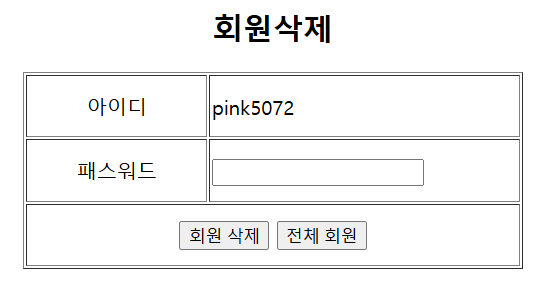 회원삭제
아이디 pink5072
패스워드
회원 삭제 전체 회원